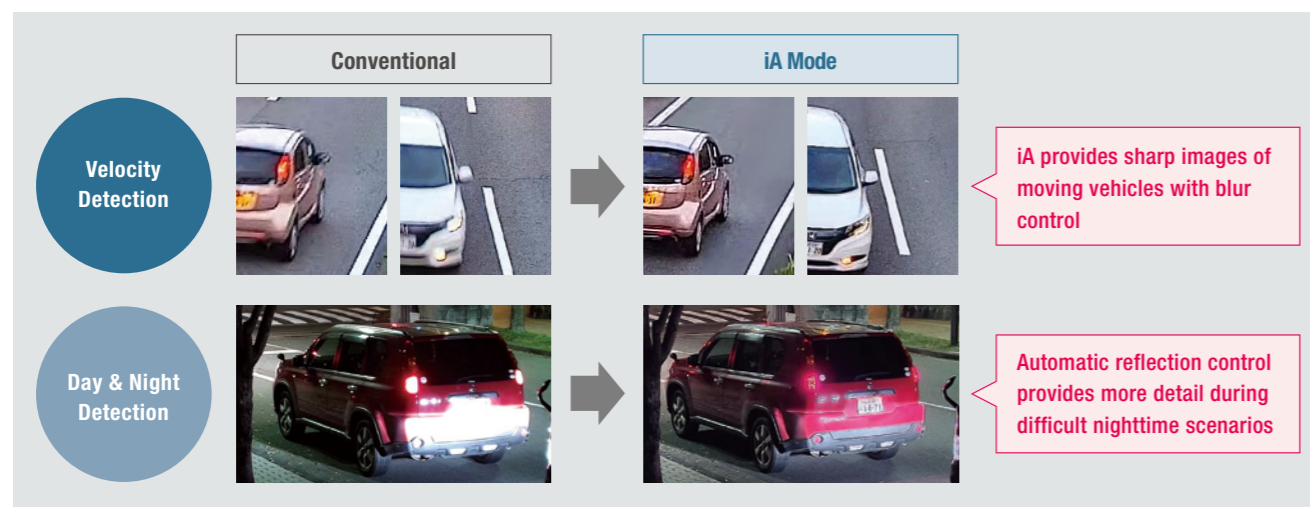 Conventional
iA Mode
Velocity
Detection
iA provides sharp images of
moving vehicles with blur
control
Day & Night
Detection
Automatic reflection control
provides more detail during
difficult nighttime scenarios